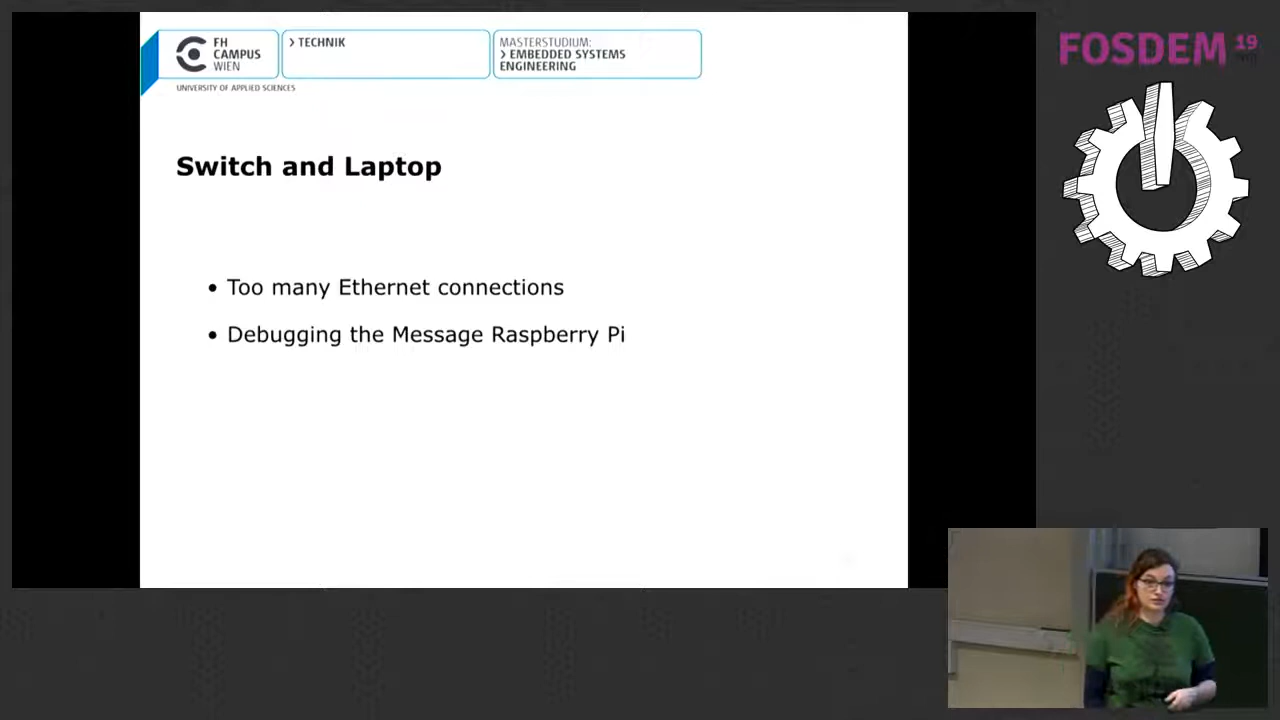 FH
CAMPUS
WIEN
> TECHNIK
MASTERSTUDIUM:
> EMBEDDED SYSTEMS
ENGINEERING
UNIVERSITY OF APPLIED SCIENCES
FOSDEM 19
Switch and Laptop
• Too many Ethernet connections
• Debugging the Message Raspberry Pi